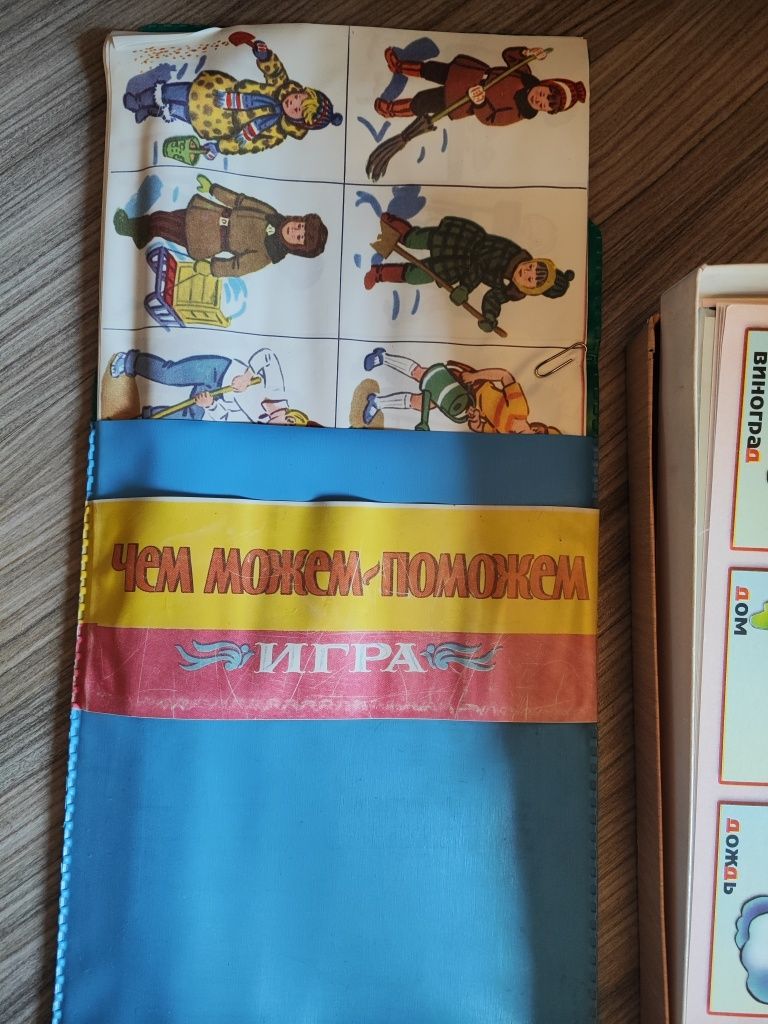 чем можем-поможем
ИГРА
виноград
дом
дождь